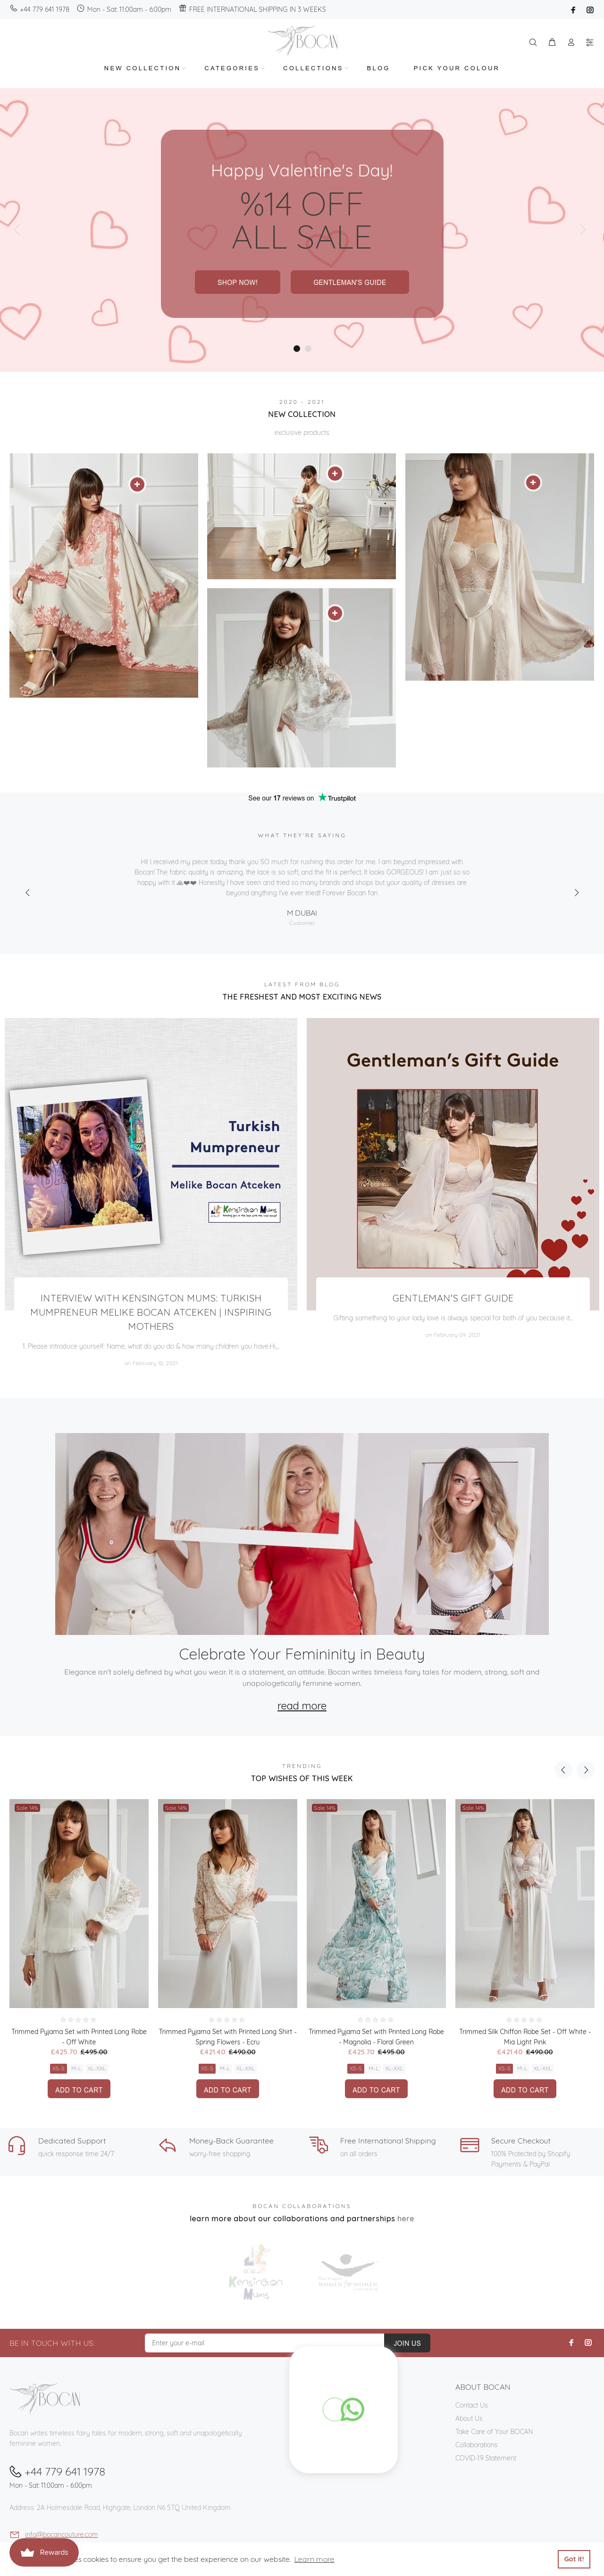 +44 779 641 1978 Mon - Sat: 11:00am - 6:00pm FREE INTERNATIONAL SHIPPING IN 3 WEEKS
BOCAN
NEW COLLECTION CATEGORIES COLLECTIONS BLOG PICK YOUR COLOUR
Happy Valentine's Day!
%14 OFF
ALL SALE
SHOP NOW! GENTLEMAN'S GUIDE
2020 - 2021
NEW COLLECTION
exclusive products
See our 17 reviews on Trustpilot
WHAT THEY'RE SAYING
Hi! I received my piece today thank you SO much for rushing this order for me. I am beyond impressed with
Bocan! The fabric quality is amazing, the lace is so soft, and the fit is perfect. It looks GORGEOUS! I am so so
happy with it 🙏❤❤ Honestly I have seen and tried so many brands and shops but your quality of dresses are
beyond anything I've ever tried!! Forever Bocan fan
M DUBAI
Customer
LATEST FROM BLOG
THE FRESHEST AND MOST EXCITING NEWS
Turkish
Mumpreneur
Melike Bocan Atceken
Kensington Mums
Gentleman's Gift Guide
INTERVIEW WITH KENSINGTON MUMS: TURKISH
MUMPRENEUR MELIKE BOCAN ATCEKEN | INSPIRING
MOTHERS
1. Please introduce yourself: Name, what do you do & how many children you have.Hi,...
on February 10, 2021
GENTLEMAN'S GIFT GUIDE
Gifting something to your lady love is always special for both of you because it...
on February 09, 2021
Celebrate Your Femininity in Beauty
Elegance isn't solely defined by what you wear. It is a statement, an attitude. Bocan writes timeless fairy tales for modern, strong, soft and
unapologetically feminine women.
read more
TRENDING
TOP WISHES OF THIS WEEK
Sale 14% Sale 14% Sale 14% Sale 14%
Trimmed Pyjama Set with Printed Long Robe
- Off White
£425.70 £495.00
XS-S M-L XL-XXL
ADD TO CART
Trimmed Pyjama Set with Printed Long Shirt -
Spring Flowers - Ecru
£421.40 £490.00
XS-S M-L XL-XXL
ADD TO CART
Trimmed Pyjama Set with Printed Long Robe
- Magnolia - Floral Green
£425.70 £495.00
XS-S M-L XL-XXL
ADD TO CART
Trimmed Silk Chiffon Robe Set - Off White -
Mia Light Pink
£421.40 £490.00
XS-S M-L XL-XXL
ADD TO CART
Dedicated Support
quick response time 24/7
Money-Back Guarantee
worry-free shopping
Free International Shipping
on all orders
Secure Checkout
100% Protected by Shopify
Payments & PayPal
BOCAN COLLABORATIONS
learn more about our collaborations and partnerships here
Kensington
Mums
WOMEN for WOMEN
BE IN TOUCH WITH US: Enter your e-mail JOIN US
BOCAN
Bocan writes timeless fairy tales for modern, strong, soft and unapologetically
feminine women.
+44 779 641 1978
Mon - Sat: 11:00am - 6:00pm
Address: 2A Holmesdale Road, Highgate, London N6 5TQ, United Kingdom
info@bocancouture.com
ABOUT BOCAN
Contact Us
About Us
Take Care of Your BOCAN
Collaborations
COVID-19 Statement
Rewards
cookies to ensure you get the best experience on our website. Learn more
Got it!